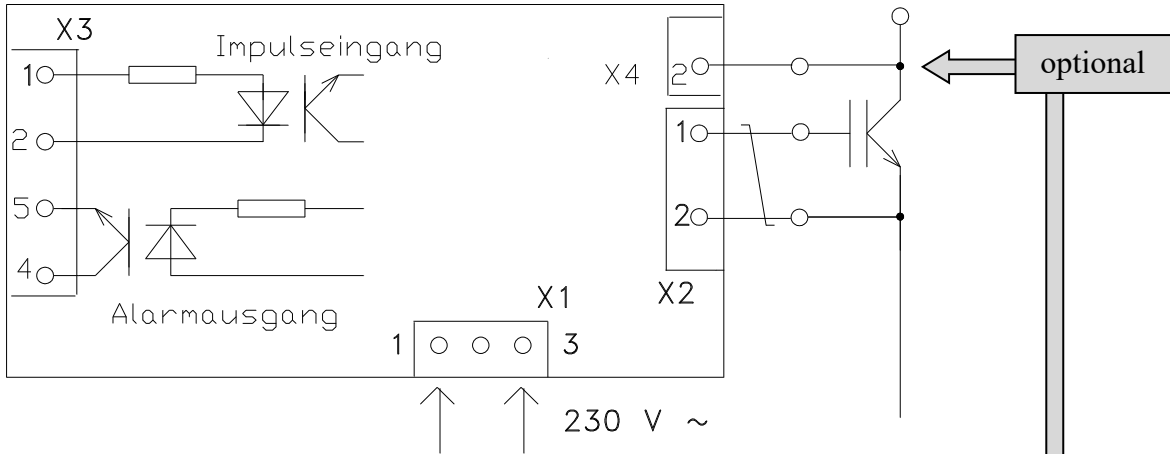 X3
Impulseingang
1
2
5
4
Alarmausgang
X4
2
1
2
X2
optional
X1
1
3
230 V ~